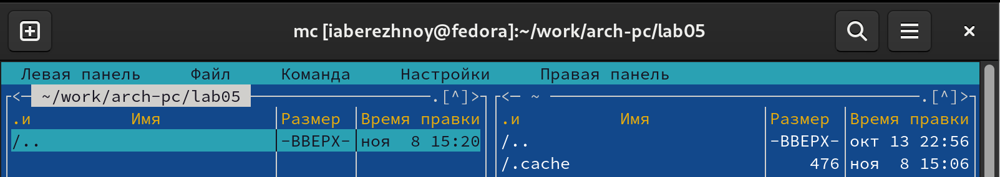 mc [iaberezhnoy@fedora]:~/work/arch-pc/lab05
Левая панель Файл Команда Настройки Правая панель
<─ ~/work/arch-pc/lab05 ─.[^]> <─ ~ ─.[^]>
.и Имя Размер Время правки .и Имя Размер Время правки
/.. -ВВЕРХ- ноя 8 15:20 /.. -ВВЕРХ- окт 13 22:56
/.cache 476 ноя 8 15:06